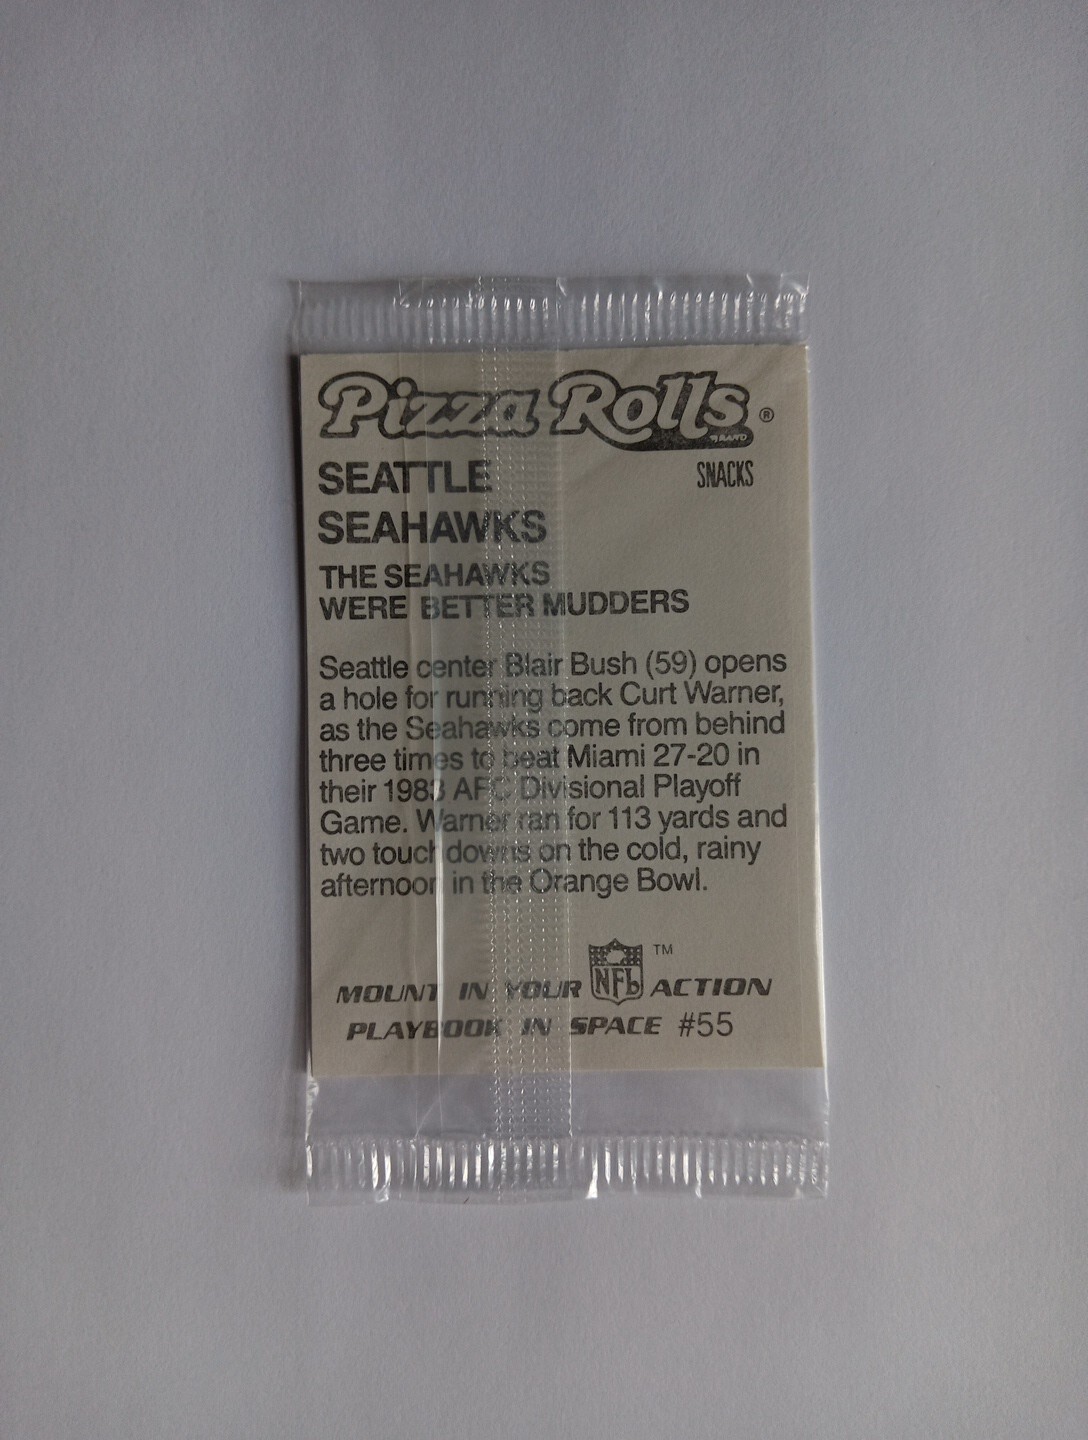 Pizza Rolls ®
BRAND
SNACKS
SEATTLE
SEAHAWKS
THE SEAHAWKS
WERE BETTER MUDDERS
Seattle center Blair Bush (59) opens
a hole for running back Curt Warner,
as the Seahawks come from behind
three times to beat Miami 27-20 in
their 1983 AFC Divisional Playoff
Game. Warner ran for 113 yards and
two touchdowns on the cold, rainy
afternoon in the Orange Bowl.
MOUNT IN YOUR NFL ™ ACTION
PLAYBOOK IN SPACE #55